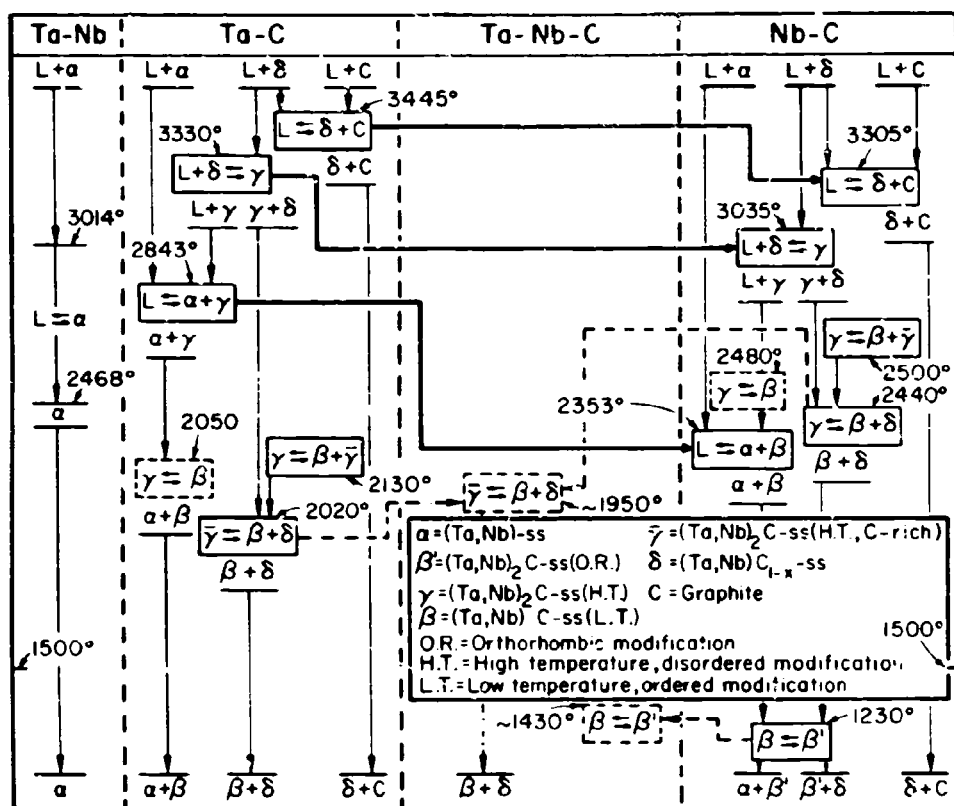 Ta-Nb Ta-C Ta-Nb-C Nb-C
L+α L+α L+δ L+C L+α L+δ L+C
3445°
L ⇌ δ+C
3305°
L ⇌ δ+C
3330°
L+δ ⇌ γ
δ+C
L+γ γ+δ
3035°
L+δ ⇌ γ
δ+C
3014°
2843°
L ⇌ α+γ
L+γ γ+δ
L ⇌ α
α+γ
γ ⇌ β+γ̄
2500°
2480°
γ ⇌ β
2468°
α
2440°
γ ⇌ β+δ
2353°
L ⇌ α+β
β+δ
α+β
2050
γ ⇌ β
γ ⇌ β+γ̄
2130°
γ̄ ⇌ β+δ
~1950°
α+β
2020°
γ̄ ⇌ β+δ
β+δ
α=(Ta,Nb)-ss γ̄=(Ta,Nb)₂C-ss(H.T., C-rich)
β'=(Ta,Nb)₂C-ss(O.R.) δ=(Ta,Nb)C₁₋ₓ-ss
γ=(Ta,Nb)₂C-ss(H.T.) C=Graphite
β=(Ta,Nb) C-ss(L.T.)
O.R.=Orthorhombic modification
H.T.=High temperature, disordered modification
L.T.=Low temperature, ordered modification
1500° 1500°
~1430°
β ⇌ β'
1230°
β ⇌ β'
α α+β β+δ δ+C β+δ α+β' β'+δ δ+C